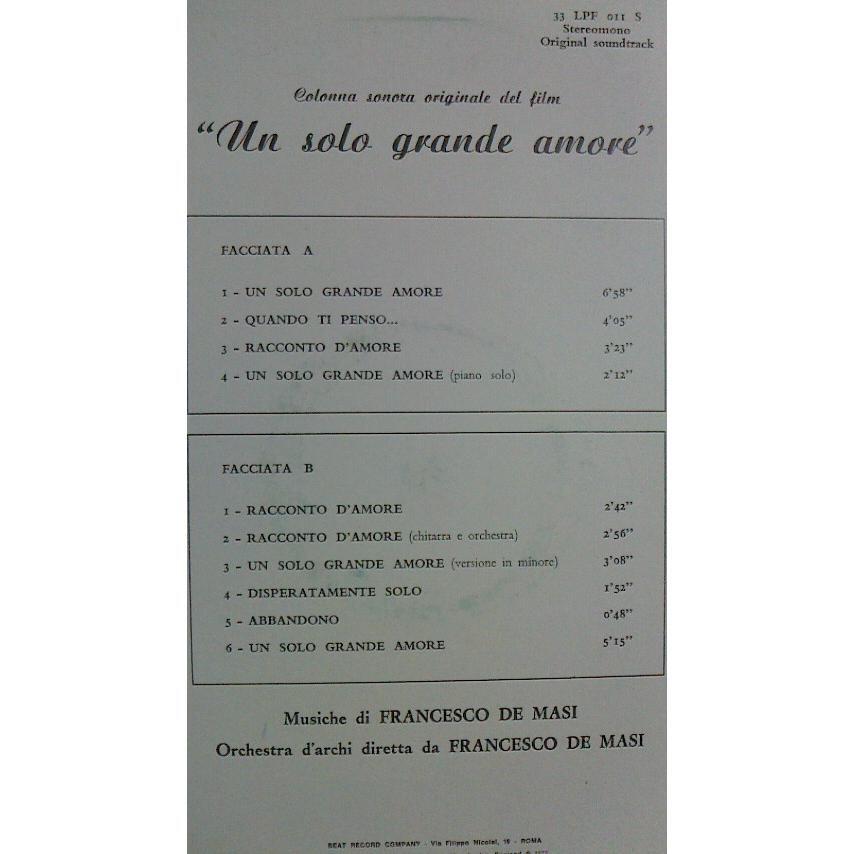 33 LPF 011 S
Stereomono
Original soundtrack
Colonna sonora originale del film
“Un solo grande amore”
FACCIATA A
1 - UN SOLO GRANDE AMORE 6'58”
2 - QUANDO TI PENSO... 4'05”
3 - RACCONTO D'AMORE 3'23”
4 - UN SOLO GRANDE AMORE (piano solo) 2'12”
FACCIATA B
1 - RACCONTO D'AMORE 2'42”
2 - RACCONTO D'AMORE (chitarra e orchestra) 2'56”
3 - UN SOLO GRANDE AMORE (versione in minore) 3'08”
4 - DISPERATAMENTE SOLO 1'52”
5 - ABBANDONO 0'48”
6 - UN SOLO GRANDE AMORE 5'15”
Musiche di FRANCESCO DE MASI
Orchestra d'archi diretta da FRANCESCO DE MASI
BEAT RECORD COMPANY - Via Filippo Nicolai, 19 - ROMA